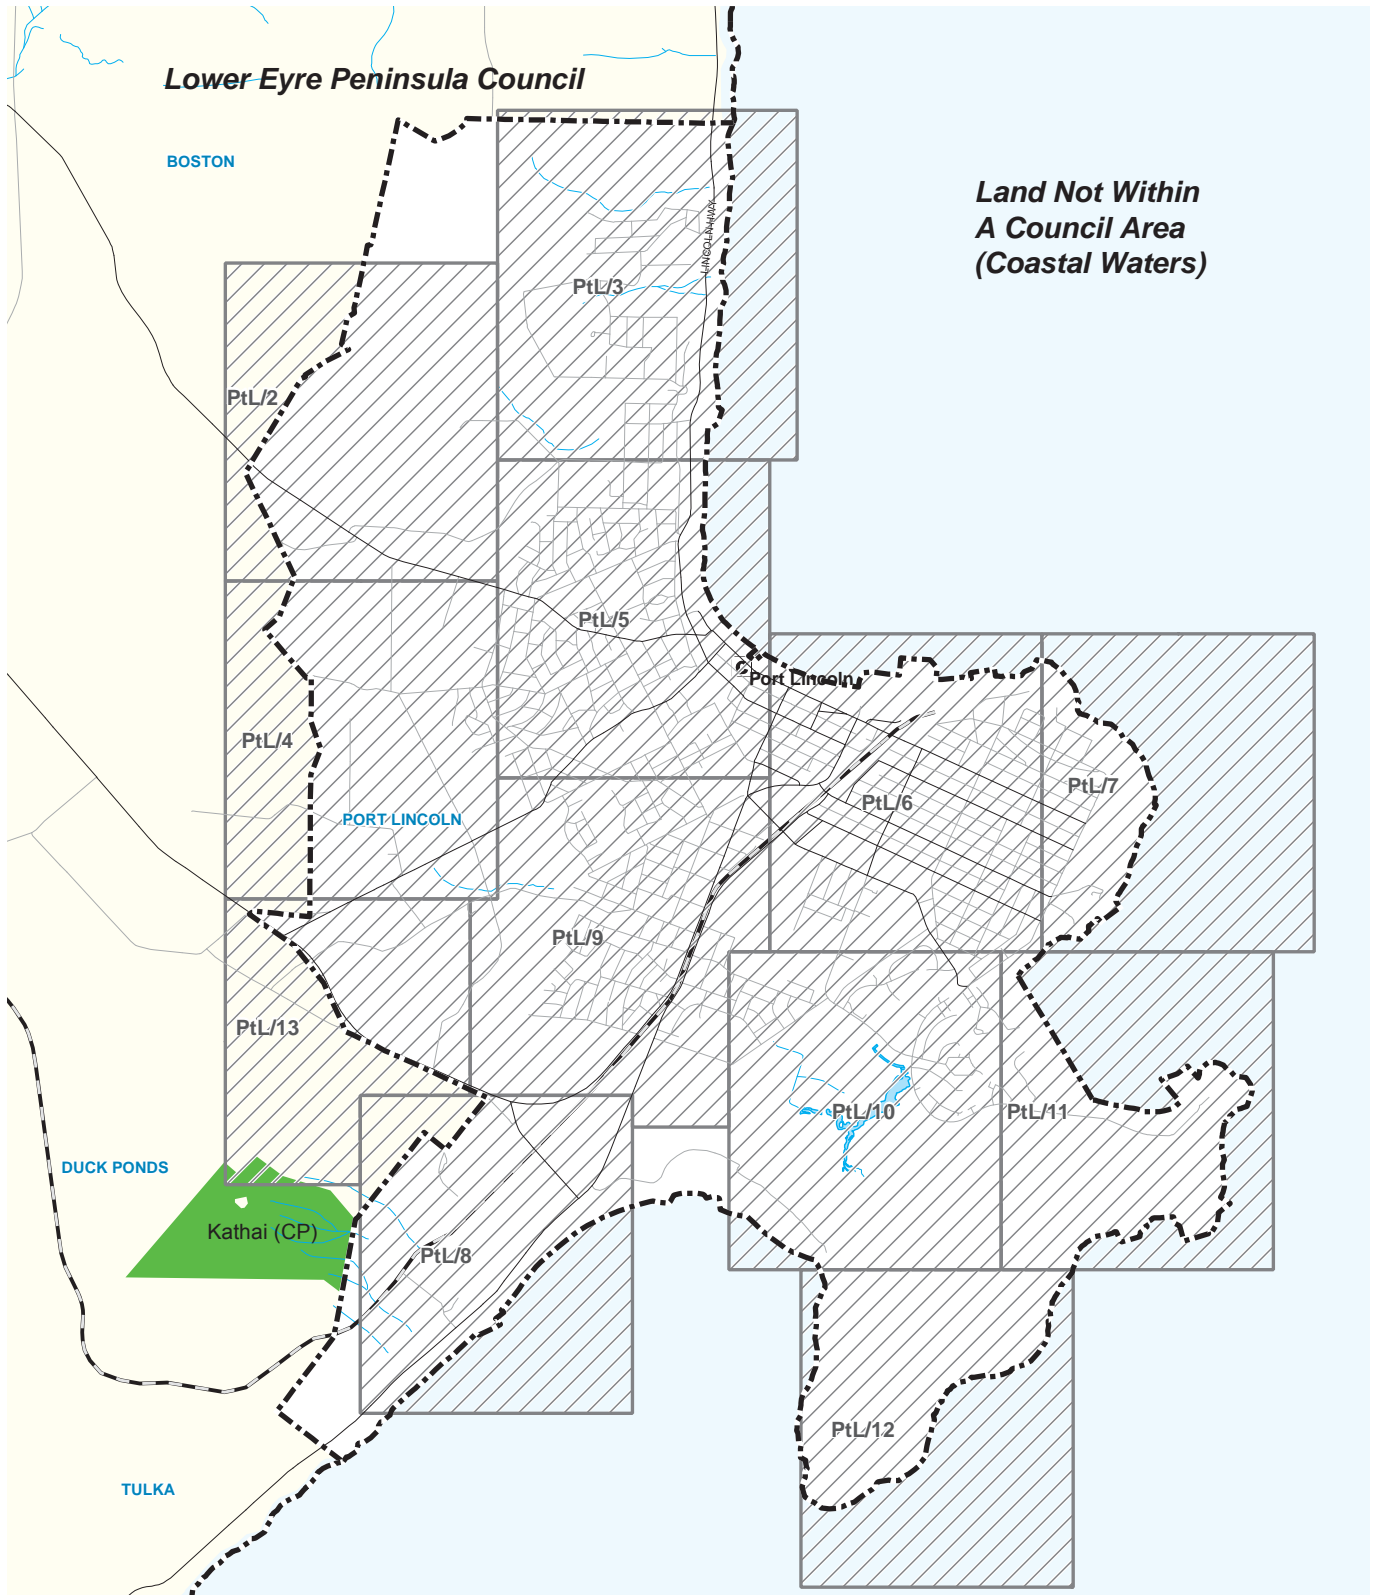 Lower Eyre Peninsula Council
BOSTON
Land Not Within
A Council Area
(Coastal Waters)
LINCOLN HWY
PtL/3
PtL/2
PtL/5
Port Lincoln
PtL/4
PtL/7
PtL/6
PORT LINCOLN
PtL/9
PtL/13
PtL/10
PtL/11
DUCK PONDS
Kathai (CP)
PtL/8
PtL/12
TULKA